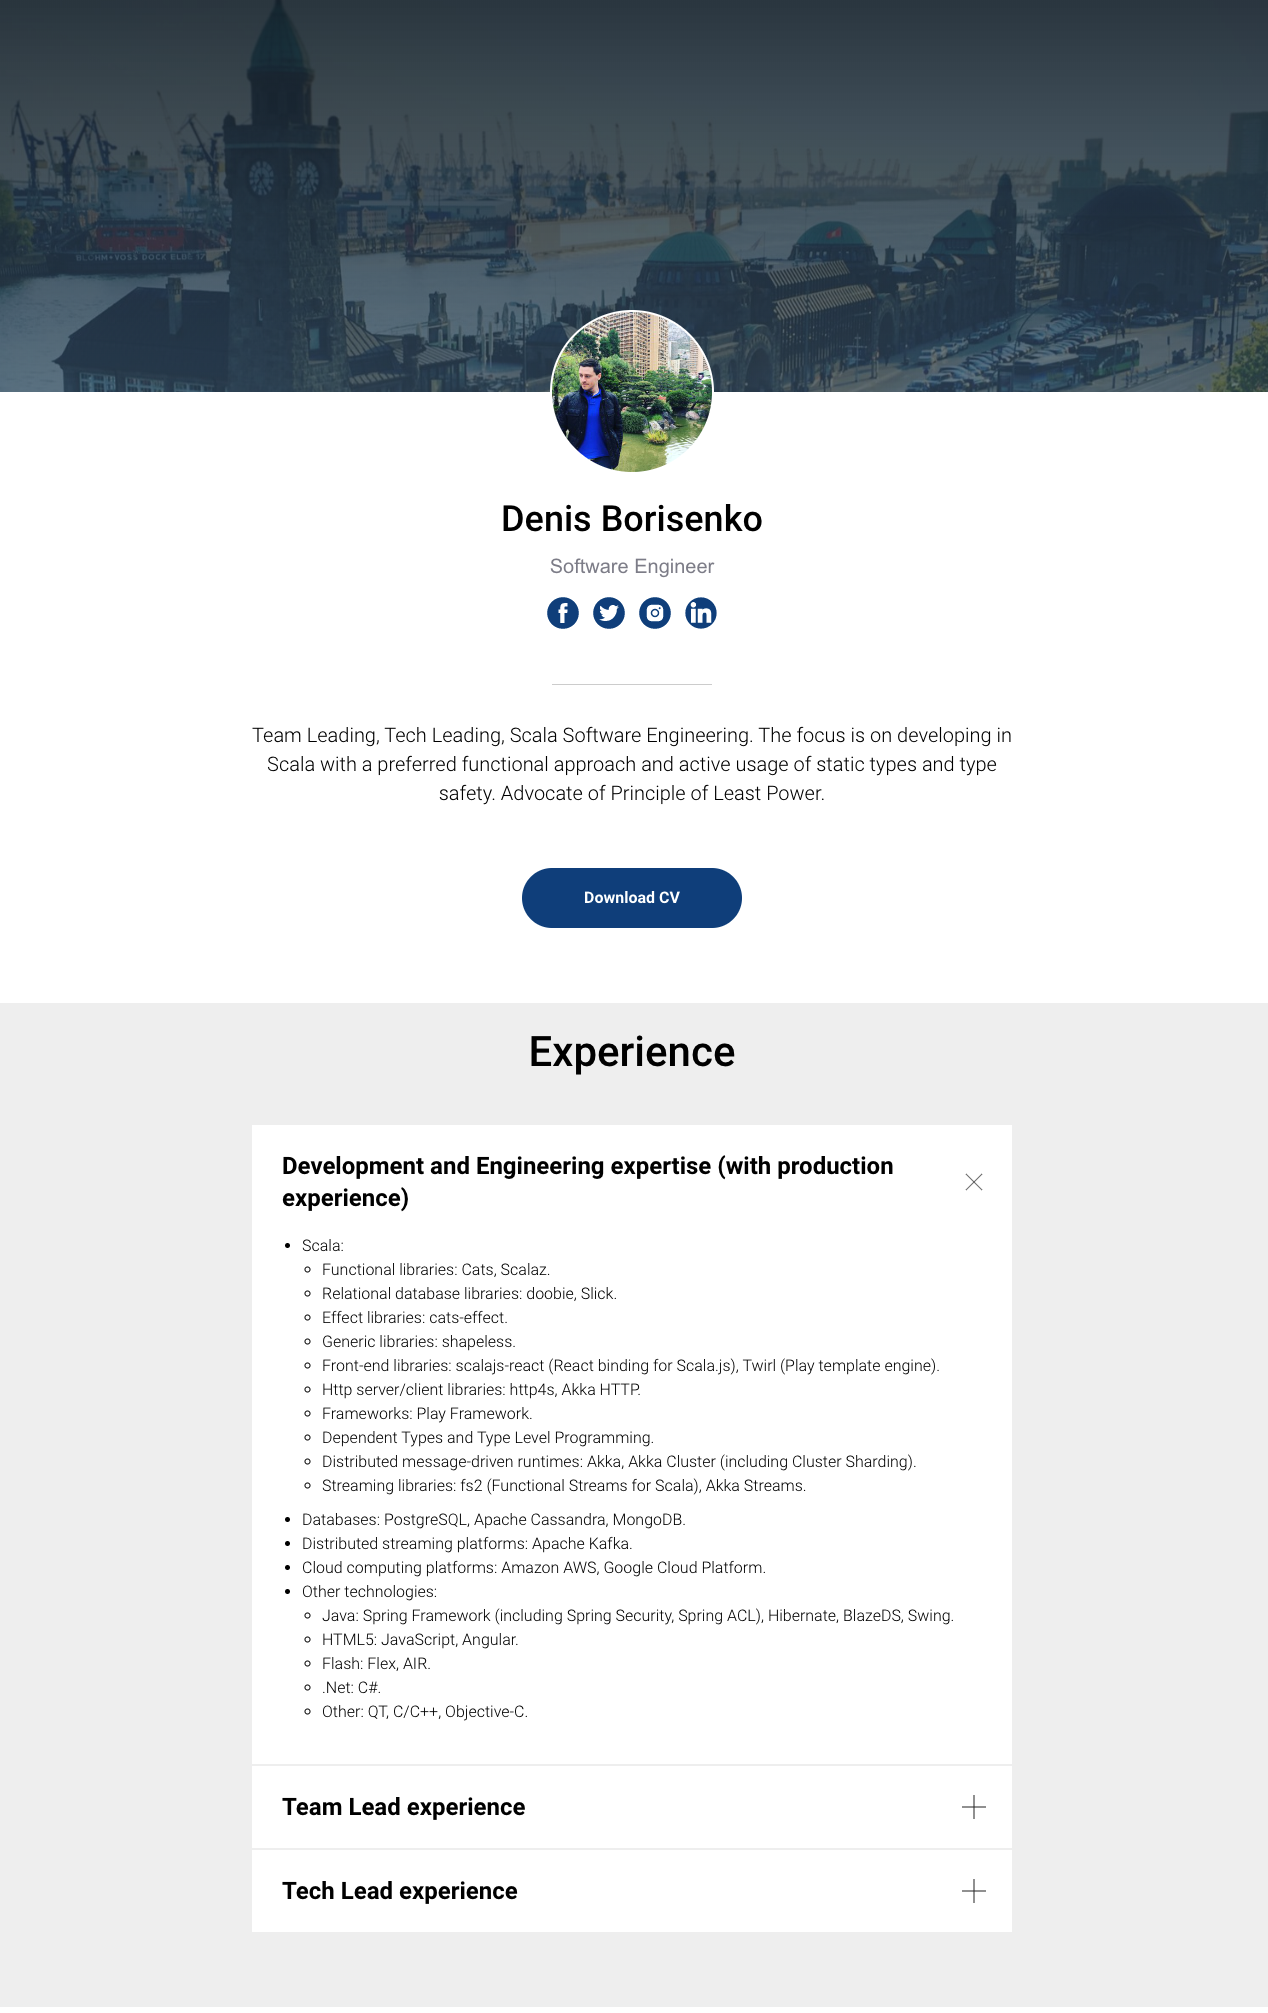 BLOHM+VOSS DOCK ELBE 17
Denis Borisenko
Software Engineer
Team Leading, Tech Leading, Scala Software Engineering. The focus is on developing in
Scala with a preferred functional approach and active usage of static types and type
safety. Advocate of Principle of Least Power.
Download CV
Experience
Development and Engineering expertise (with production
experience)
• Scala:
◦ Functional libraries: Cats, Scalaz.
◦ Relational database libraries: doobie, Slick.
◦ Effect libraries: cats-effect.
◦ Generic libraries: shapeless.
◦ Front-end libraries: scalajs-react (React binding for Scala.js), Twirl (Play template engine).
◦ Http server/client libraries: http4s, Akka HTTP.
◦ Frameworks: Play Framework.
◦ Dependent Types and Type Level Programming.
◦ Distributed message-driven runtimes: Akka, Akka Cluster (including Cluster Sharding).
◦ Streaming libraries: fs2 (Functional Streams for Scala), Akka Streams.
• Databases: PostgreSQL, Apache Cassandra, MongoDB.
• Distributed streaming platforms: Apache Kafka.
• Cloud computing platforms: Amazon AWS, Google Cloud Platform.
• Other technologies:
◦ Java: Spring Framework (including Spring Security, Spring ACL), Hibernate, BlazeDS, Swing.
◦ HTML5: JavaScript, Angular.
◦ Flash: Flex, AIR.
◦ .Net: C#.
◦ Other: QT, C/C++, Objective-C.
Team Lead experience
Tech Lead experience